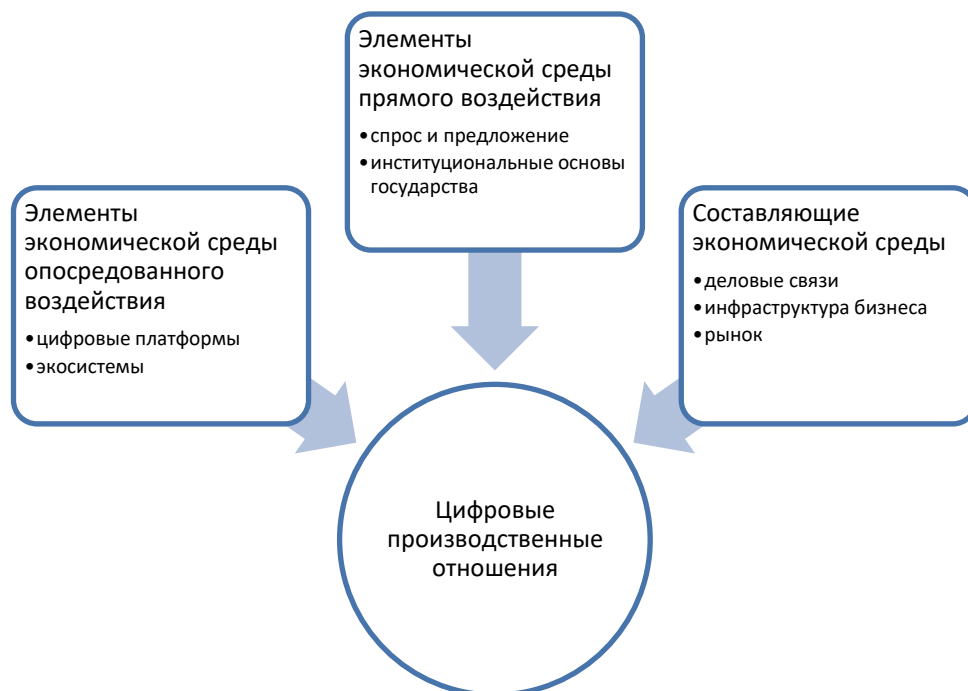 Элементы
экономической среды
прямого воздействия
•спрос и предложение
•институциональные основы
государства
Элементы
экономической среды
опосредованного
воздействия
•цифровые платформы
•экосистемы
Составляющие
экономической среды
•деловые связи
•инфраструктура бизнеса
•рынок
Цифровые
производственные
отношения